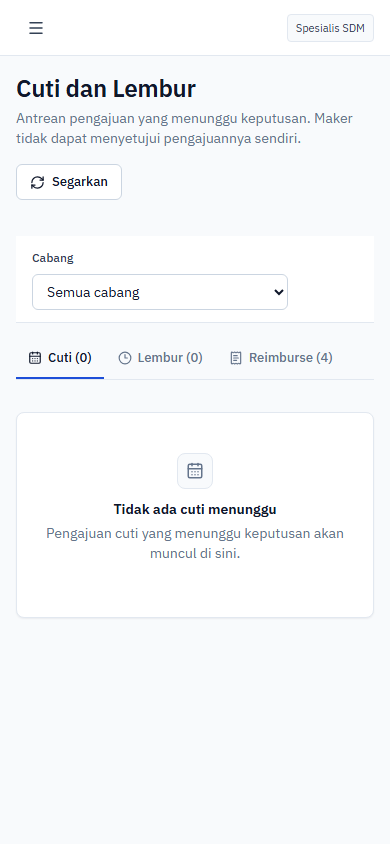 Spesialis SDM
Cuti dan Lembur
Antrean pengajuan yang menunggu keputusan. Maker
tidak dapat menyetujui pengajuannya sendiri.
Segarkan
Cabang
Semua cabang
Cuti (0)
Lembur (0)
Reimburse (4)
Tidak ada cuti menunggu
Pengajuan cuti yang menunggu keputusan akan
muncul di sini.